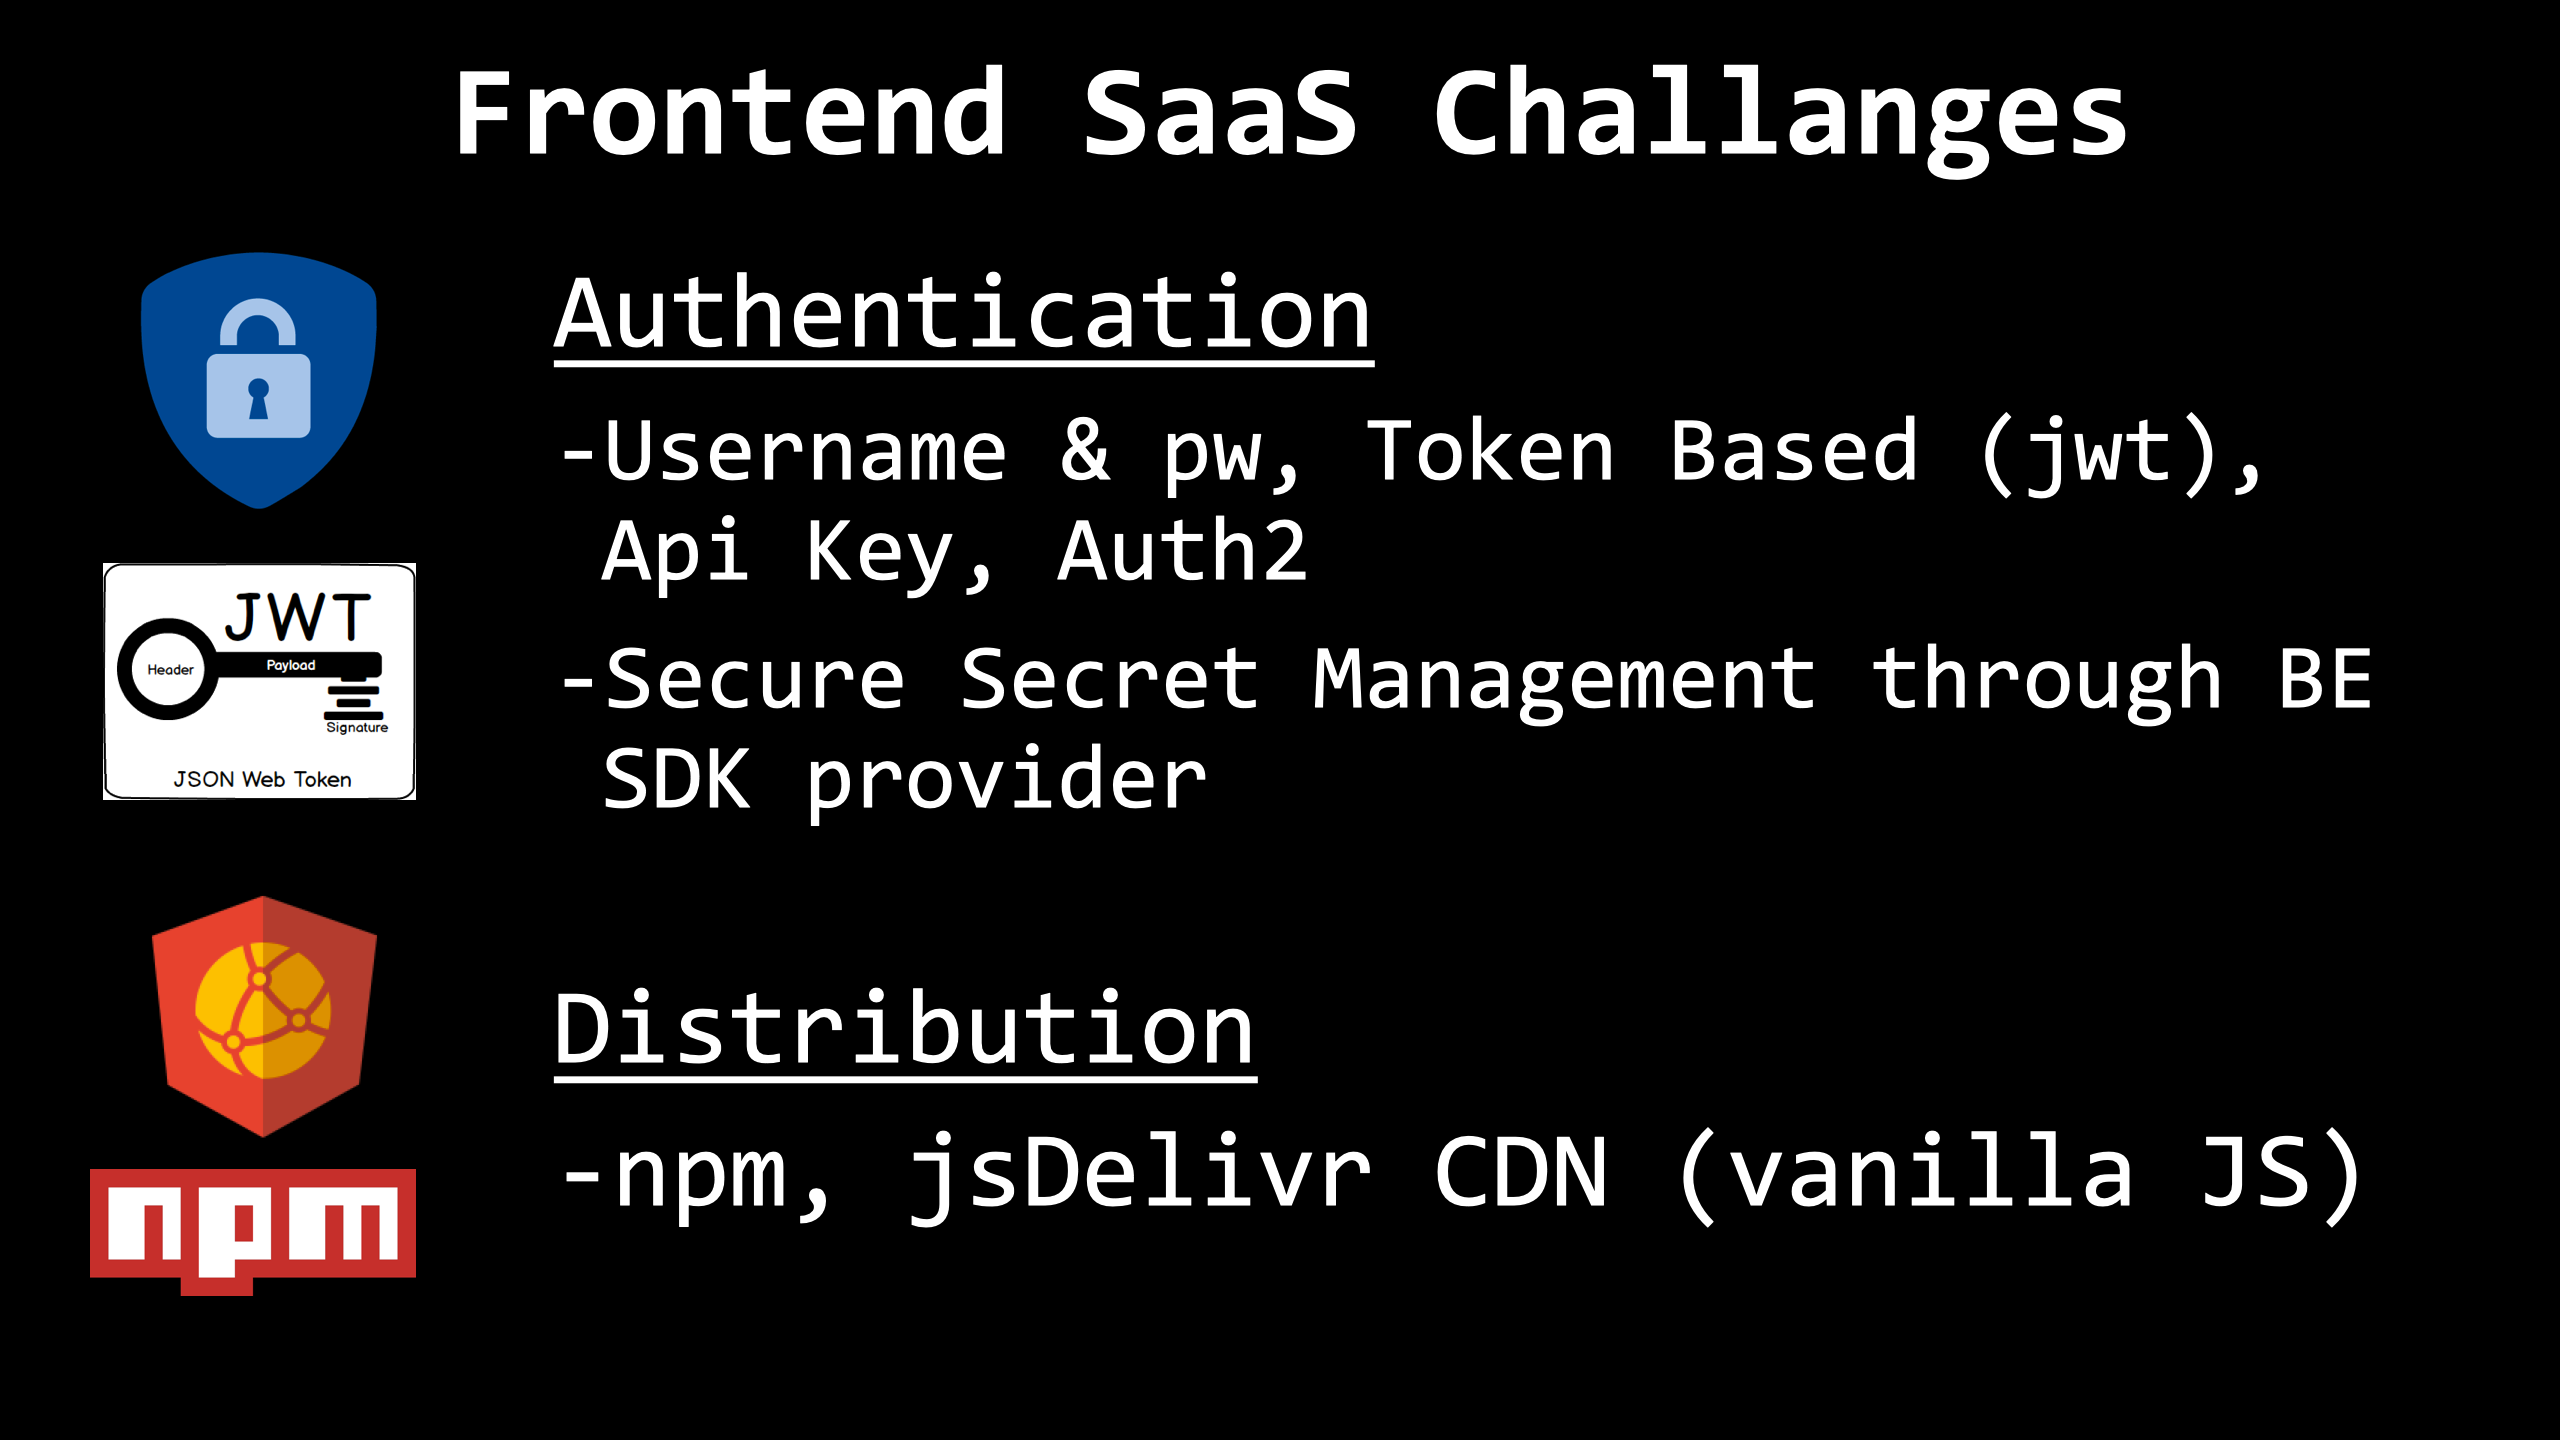 Frontend SaaS Challanges
Authentication
-Username & pw, Token Based (jwt),
Api Key, Auth2
JWT
Header
Payload
Signature
JSON Web Token
-Secure Secret Management through BE
SDK provider
Distribution
-npm, jsDelivr CDN (vanilla JS)
npm